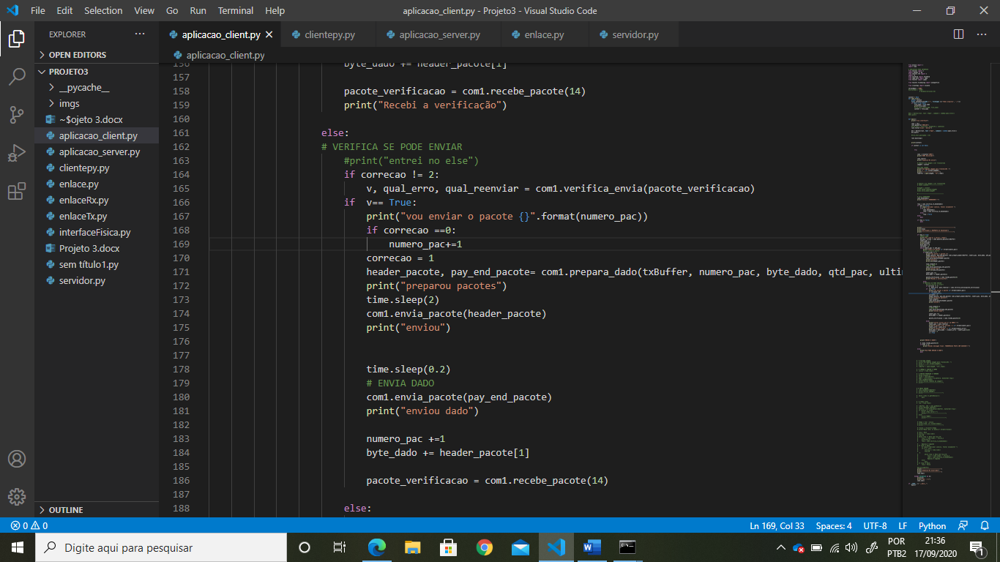 File Edit Selection View Go Run Terminal Help aplicacao_client.py - Projeto3 - Visual Studio Code
EXPLORER ··· aplicacao_client.py clientepy.py aplicacao_server.py enlace.py servidor.py ···
OPEN EDITORS
PROJETO3
__pycache__
imgs
~$ojeto 3.docx
aplicacao_client.py
aplicacao_server.py
clientepy.py
enlace.py
enlaceRx.py
enlaceTx.py
interfaceFisica.py
Projeto 3.docx
sem título1.py
servidor.py
OUTLINE
aplicacao_client.py
156 byte_dado += header_pacote[1]
157
158 pacote_verificacao = com1.recebe_pacote(14)
159 print("Recebi a verificação")
160
161 else:
162 # VERIFICA SE PODE ENVIAR
163 #print("entrei no else")
164 if correcao != 2:
165 v, qual_erro, qual_reenviar = com1.verifica_envia(pacote_verificacao)
166 if v== True:
167 print("vou enviar o pacote {}".format(numero_pac))
168 if correcao ==0:
169 numero_pac+=1
170 correcao = 1
171 header_pacote, pay_end_pacote= com1.prepara_dado(txBuffer, numero_pac, byte_dado, qtd_pac, ulti
172 print("preparou pacotes")
173 time.sleep(2)
174 com1.envia_pacote(header_pacote)
175 print("enviou")
176
177
178 time.sleep(0.2)
179 # ENVIA DADO
180 com1.envia_pacote(pay_end_pacote)
181 print("enviou dado")
182
183 numero_pac +=1
184 byte_dado += header_pacote[1]
185
186 pacote_verificacao = com1.recebe_pacote(14)
187
188 else:
0 0 Ln 169, Col 33 Spaces: 4 UTF-8 LF Python
Digite aqui para pesquisar
POR
PTB2
21:36
17/09/2020
1